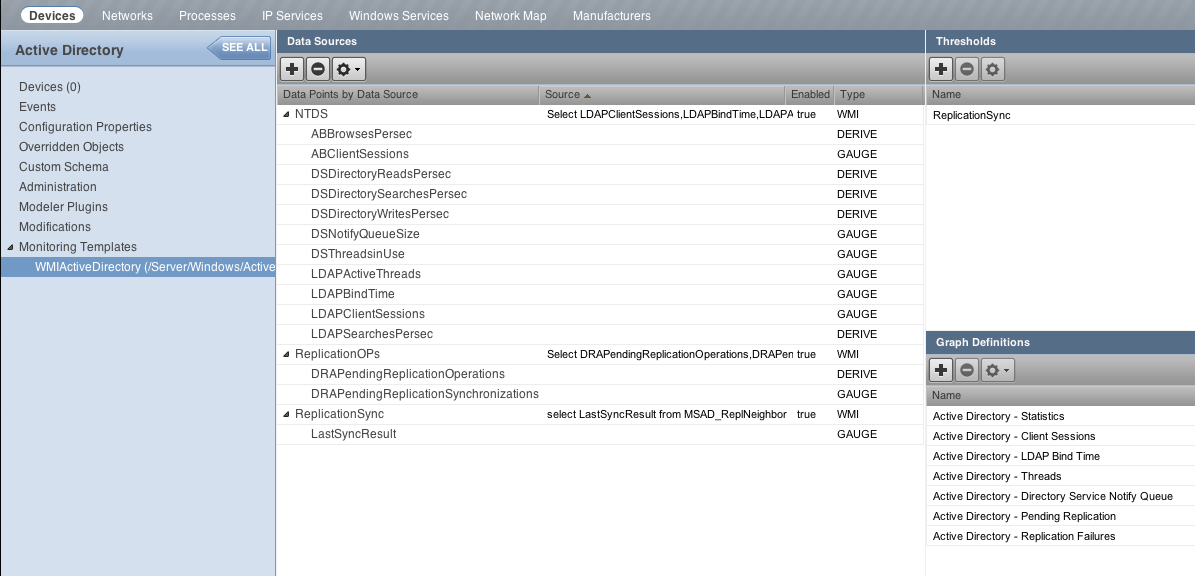 Devices Networks Processes IP Services Windows Services Network Map Manufacturers
Active Directory
SEE ALL
Devices (0)
Events
Configuration Properties
Overridden Objects
Custom Schema
Administration
Modeler Plugins
Modifications
Monitoring Templates
WMIActiveDirectory (/Server/Windows/Active
Data Sources
Data Points by Data Source Source Enabled Type
NTDS Select LDAPClientSessions,LDAPBindTime,LDAPA true WMI
ABBrowsesPersec DERIVE
ABClientSessions GAUGE
DSDirectoryReadsPersec DERIVE
DSDirectorySearchesPersec DERIVE
DSDirectoryWritesPersec DERIVE
DSNotifyQueueSize GAUGE
DSThreadsinUse GAUGE
LDAPActiveThreads GAUGE
LDAPBindTime GAUGE
LDAPClientSessions GAUGE
LDAPSearchesPersec DERIVE
ReplicationOPs Select DRAPendingReplicationOperations,DRAPen true WMI
DRAPendingReplicationOperations DERIVE
DRAPendingReplicationSynchronizations GAUGE
ReplicationSync select LastSyncResult from MSAD_ReplNeighbor true WMI
LastSyncResult GAUGE
Thresholds
Name
ReplicationSync
Graph Definitions
Name
Active Directory - Statistics
Active Directory - Client Sessions
Active Directory - LDAP Bind Time
Active Directory - Threads
Active Directory - Directory Service Notify Queue
Active Directory - Pending Replication
Active Directory - Replication Failures